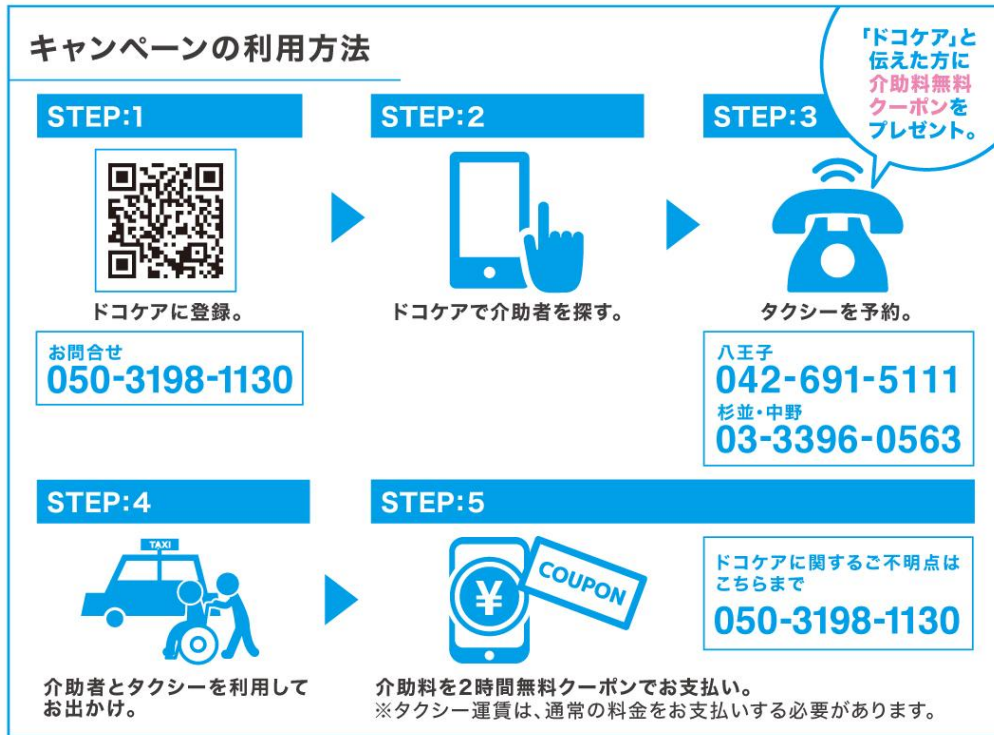 キャンペーンの利用方法
「ドコケア」と
伝えた方に
介助料無料
クーポンを
プレゼント。
STEP:1
ドコケアに登録。
お問合せ
050-3198-1130
STEP:2
ドコケアで介助者を探す。
STEP:3
タクシーを予約。
八王子
042-691-5111
杉並・中野
03-3396-0563
STEP:4
TAXI
介助者とタクシーを利用して
お出かけ。
STEP:5
¥
COUPON
介助料を2時間無料クーポンでお支払い。
※タクシー運賃は、通常の料金をお支払いする必要があります。
ドコケアに関するご不明点は
こちらまで
050-3198-1130